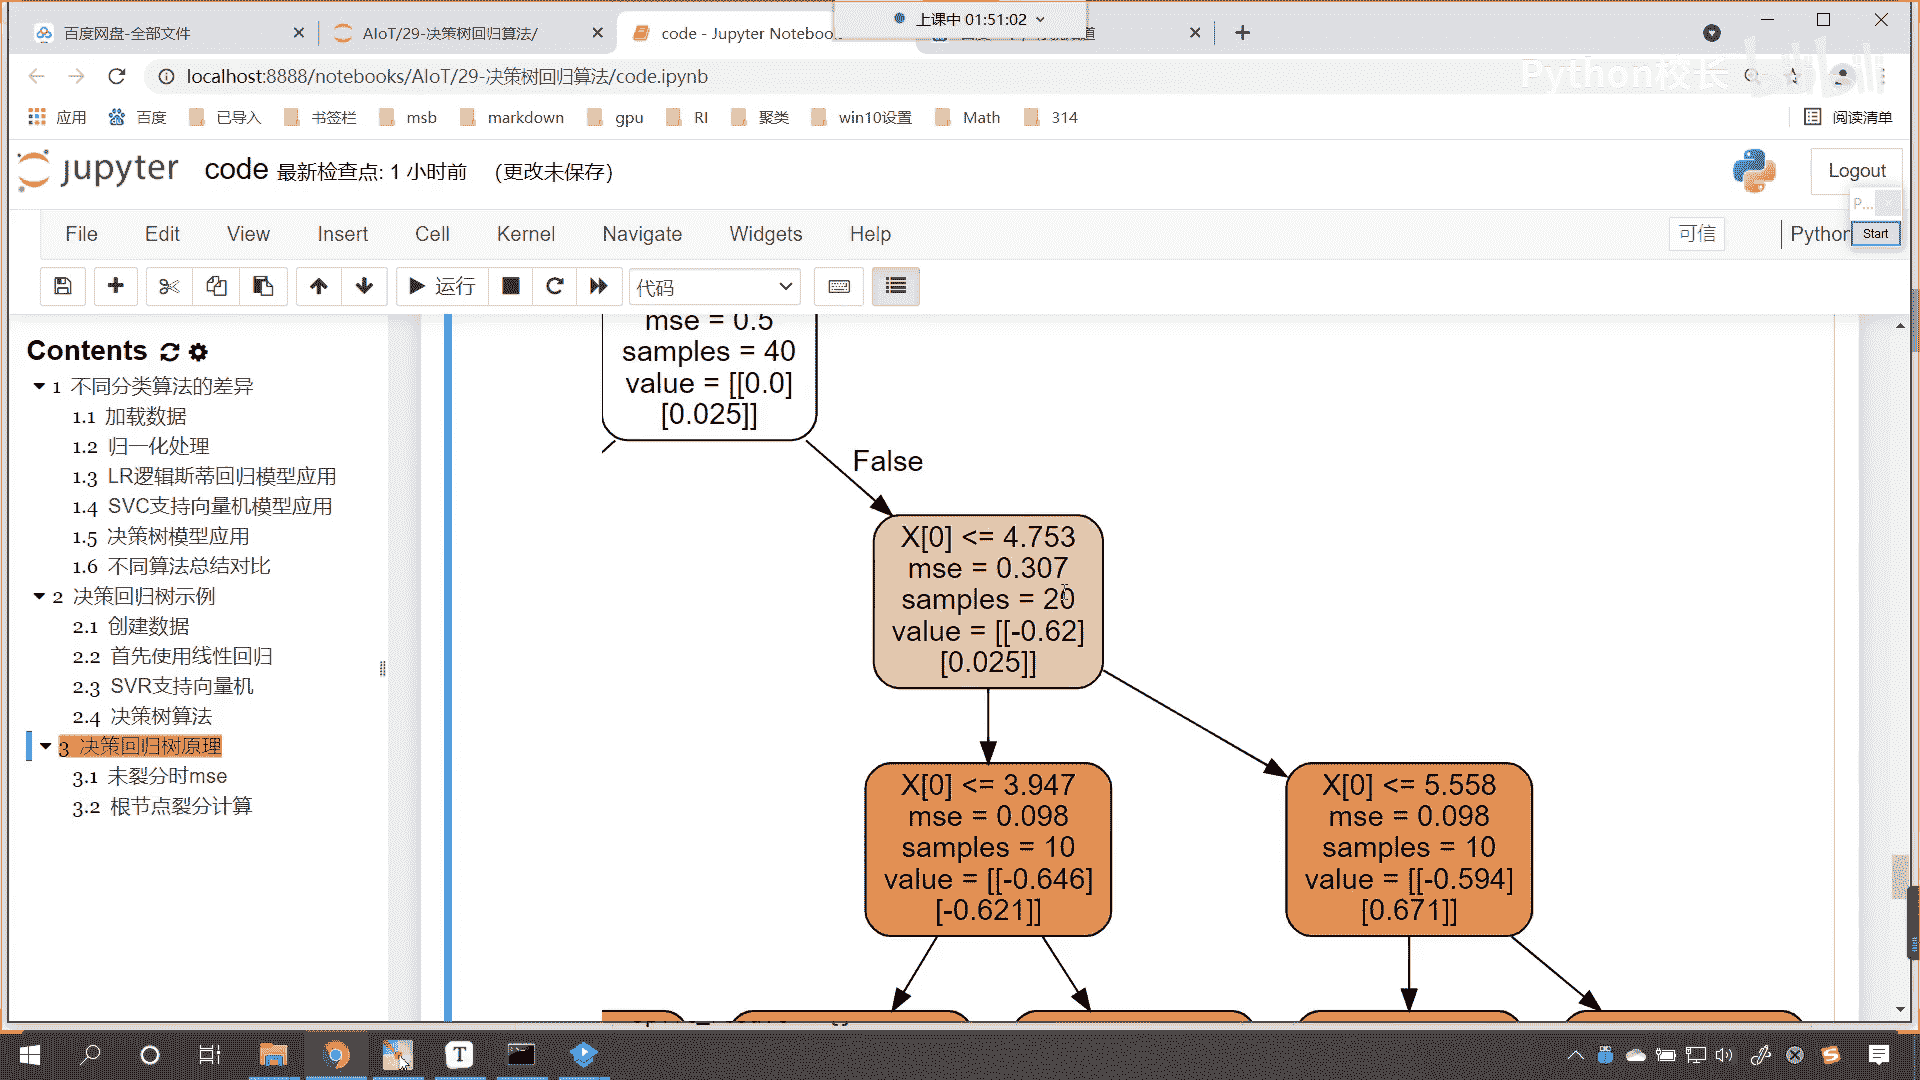 上课中 01:51:02
百度网盘-全部文件
AIoT/29-决策树回归算法/
code - Jupyter Notebook
localhost:8888/notebooks/AIoT/29-决策树回归算法/code.ipynb
Python校长
应用
百度
已导入
书签栏
msb
markdown
gpu
RI
聚类
win10设置
Math
314
阅读清单
jupyter
code 最新检查点: 1 小时前 (更改未保存)
Logout
P...
Start
File Edit View Insert Cell Kernel Navigate Widgets Help
可信
Python
运行
代码
Contents
1 不同分类算法的差异
1.1 加载数据
1.2 归一化处理
1.3 LR逻辑斯蒂回归模型应用
1.4 SVC支持向量机模型应用
1.5 决策树模型应用
1.6 不同算法总结对比
2 决策回归树示例
2.1 创建数据
2.2 首先使用线性回归
2.3 SVR支持向量机
2.4 决策树算法
3 决策回归树原理
3.1 未裂分时mse
3.2 根节点裂分计算
mse = 0.5
samples = 40
value = [[0.0]
[0.025]]
False
X[0] <= 4.753
mse = 0.307
samples = 20
value = [[-0.62]
[0.025]]
X[0] <= 3.947
mse = 0.098
samples = 10
value = [[-0.646]
[-0.621]]
X[0] <= 5.558
mse = 0.098
samples = 10
value = [[-0.594]
[0.671]]